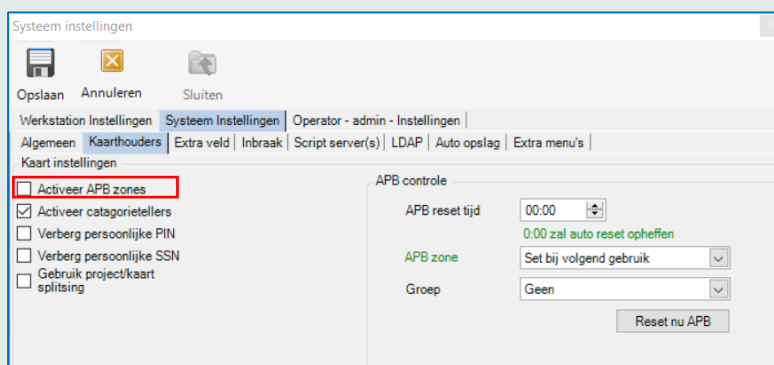 Systeem instellingen
Opslaan Annuleren Sluiten
Werkstation Instellingen Systeem Instellingen Operator - admin - Instellingen
Algemeen Kaarthouders Extra veld Inbraak Script server(s) LDAP Auto opslag Extra menu's
Kaart instellingen
Activeer APB zones
Activeer catagorietellers
Verberg persoonlijke PIN
Verberg persoonlijke SSN
Gebruik project/kaart
splitsing
APB controle
APB reset tijd 00:00
0:00 zal auto reset opheffen
APB zone Set bij volgend gebruik
Groep Geen
Reset nu APB